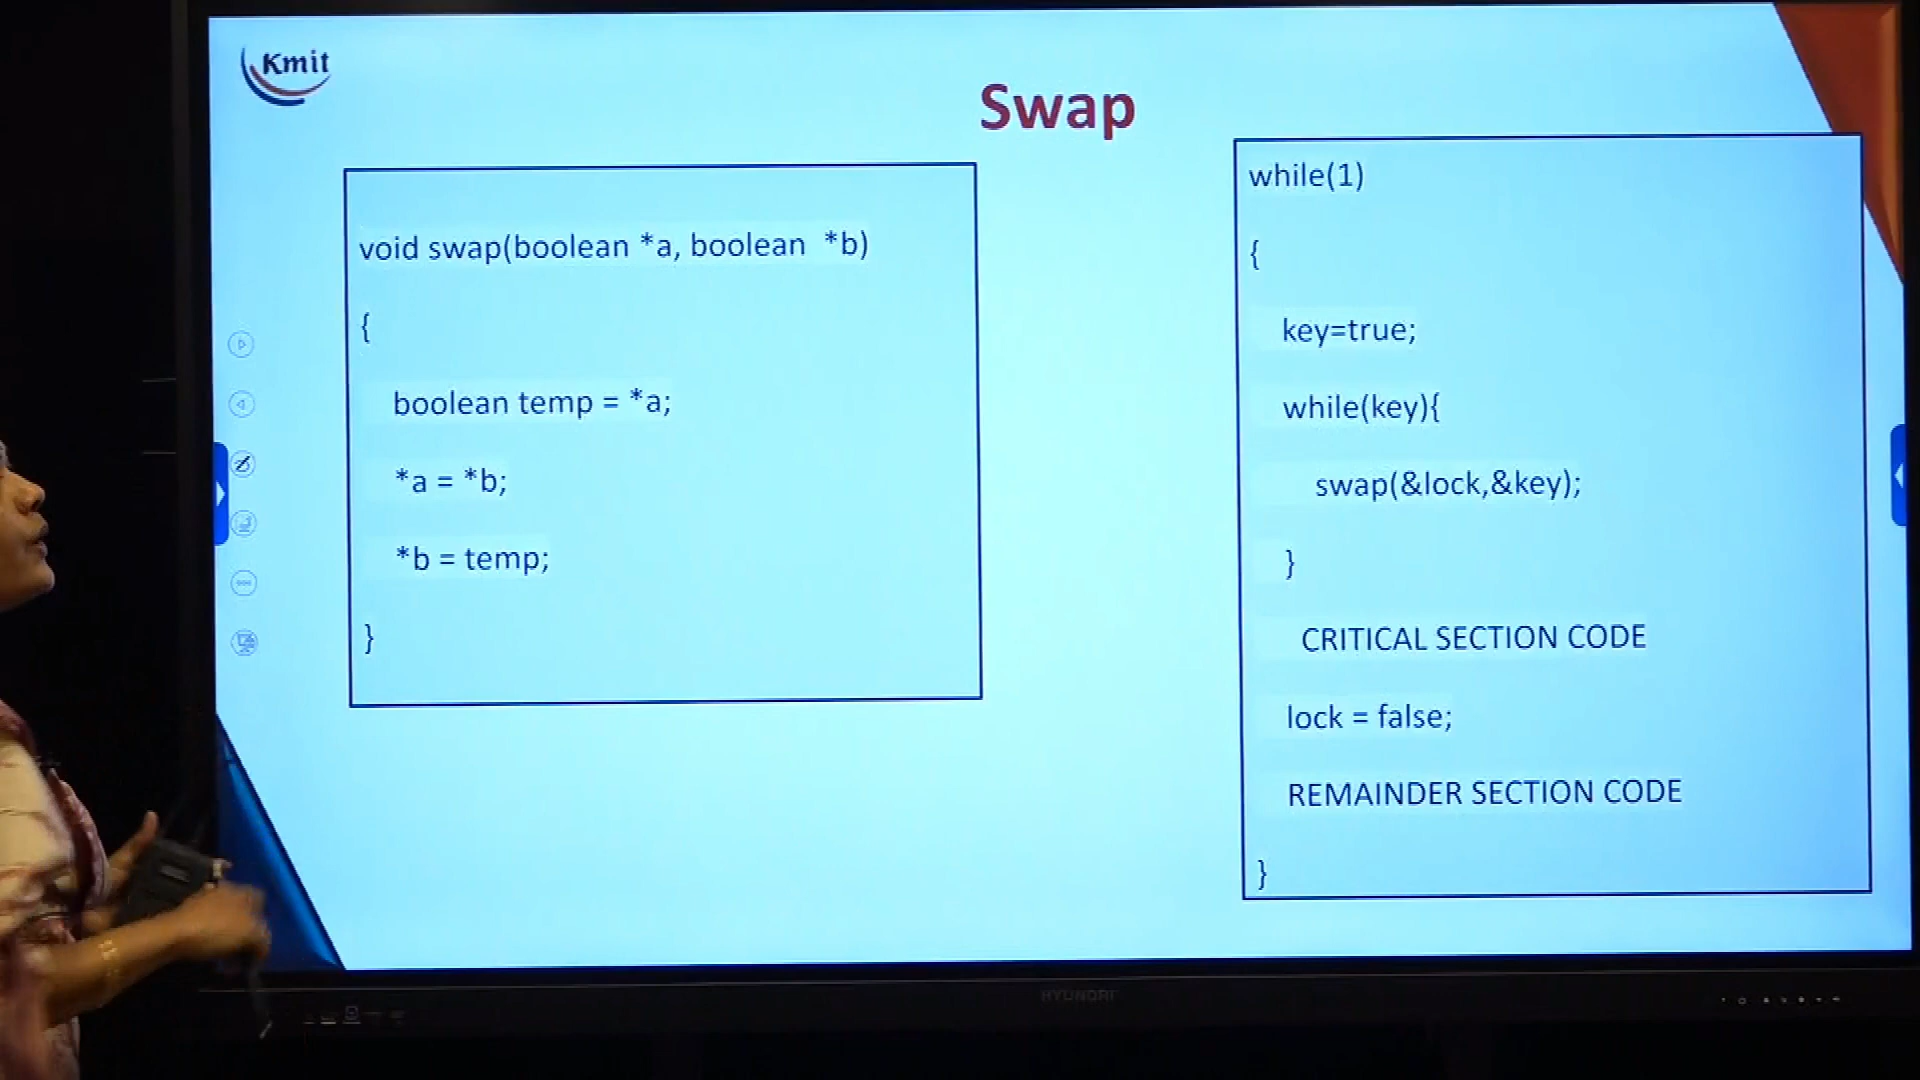 Kmit
Swap
void swap(boolean *a, boolean *b)
{
boolean temp = *a;
*a = *b;
*b = temp;
}
while(1)
{
key=true;
while(key){
swap(&lock,&key);
}
CRITICAL SECTION CODE
lock = false;
REMAINDER SECTION CODE
}
HYUNDAI